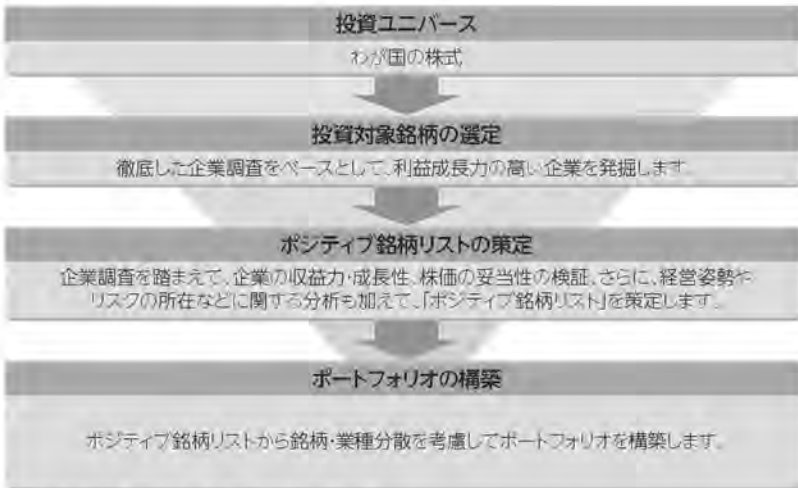 投資ユニバース
わが国の株式
投資対象銘柄の選定
徹底した企業調査をベースとして、利益成長力の高い企業を発掘します。
ポジティブ銘柄リストの策定
企業調査を踏まえて、企業の収益力・成長性、株価の妥当性の検証、さらに、経営姿勢や
リスクの所在などに関する分析も加えて、「ポジティブ銘柄リスト」を策定します。
ポートフォリオの構築
ポジティブ銘柄リストから銘柄・業種分散を考慮してポートフォリオを構築します。